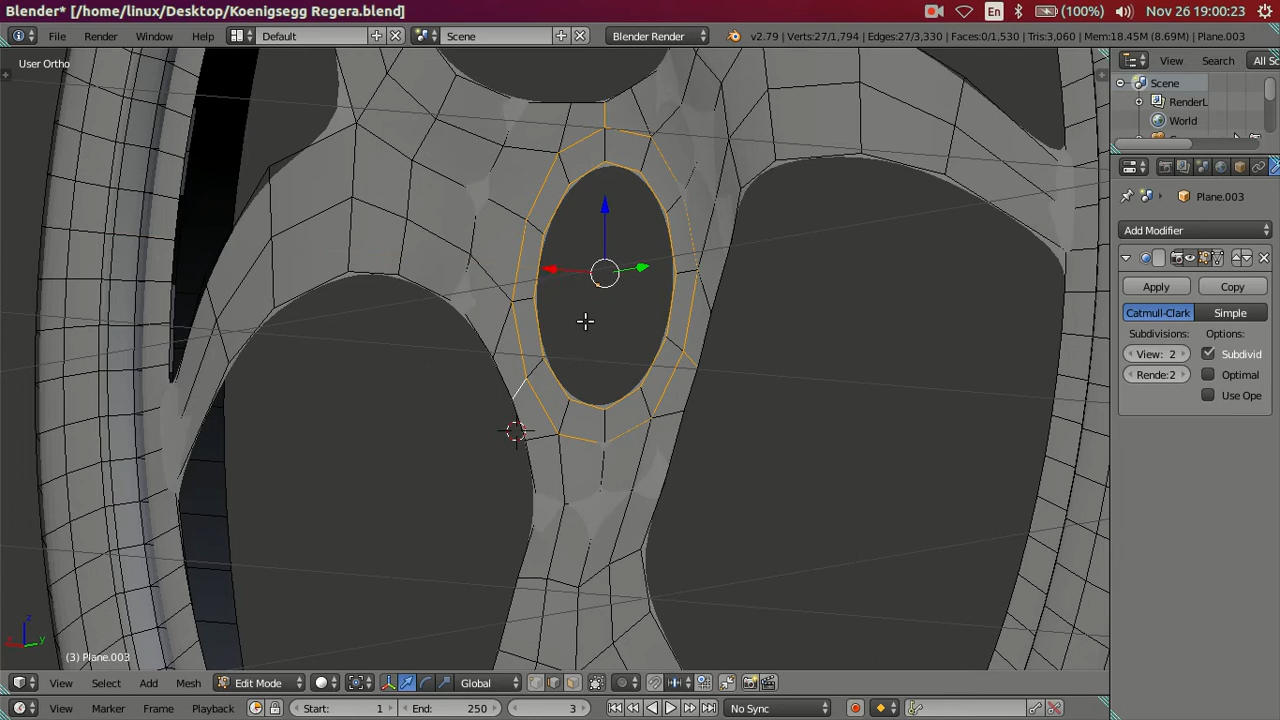 Blender* [/home/linux/Desktop/Koenigsegg Regera.blend] En (100%) Nov 26 19:00:23
File Render Window Help Default Scene Blender Render v2.79 | Verts:27/1,794 | Edges:27/3,330 | Faces:0/1,530 | Tris:3,060 | Mem:18.45M (8.69M) | Plane.003
User Ortho
View Search All Sc
Scene
RenderL
World
Plane.003
Add Modifier
Apply Copy
Catmull-Clark Simple
Subdivisions: Options:
View: 2 Subdivid
Rende:2 Optimal
Use Ope
z
x y
(3) Plane.003
View Select Add Mesh Edit Mode Global
View Marker Frame Playback Start: 1 End: 250 3 No Sync